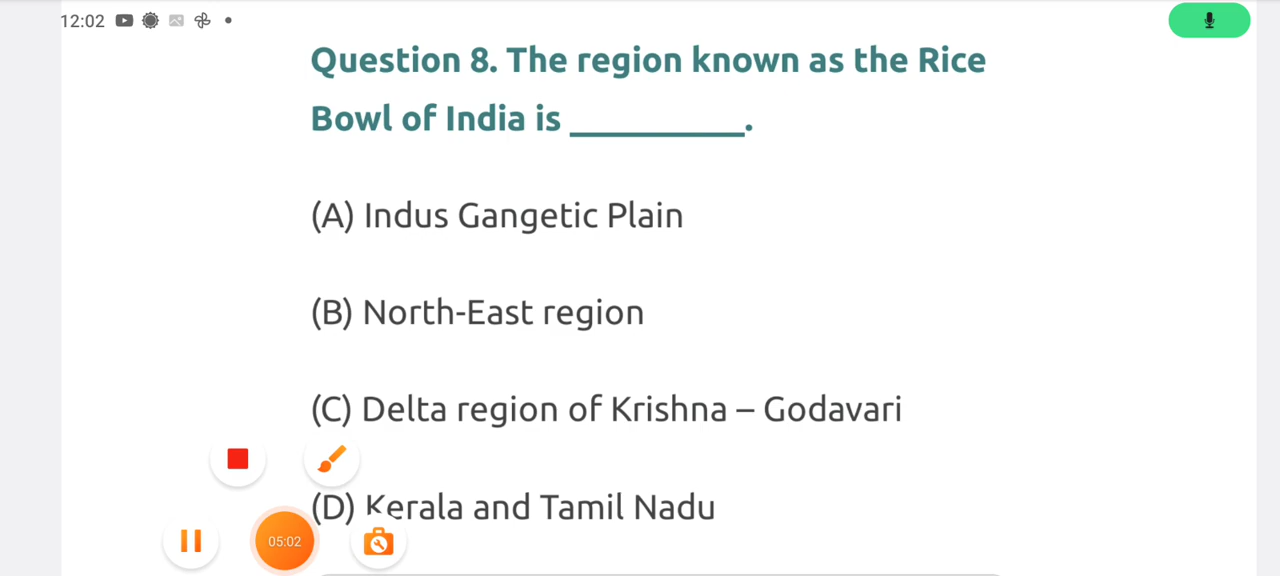 12:02
Question 8. The region known as the Rice
Bowl of India is __________.
(A) Indus Gangetic Plain
(B) North-East region
(C) Delta region of Krishna – Godavari
(D) Kerala and Tamil Nadu
05:02